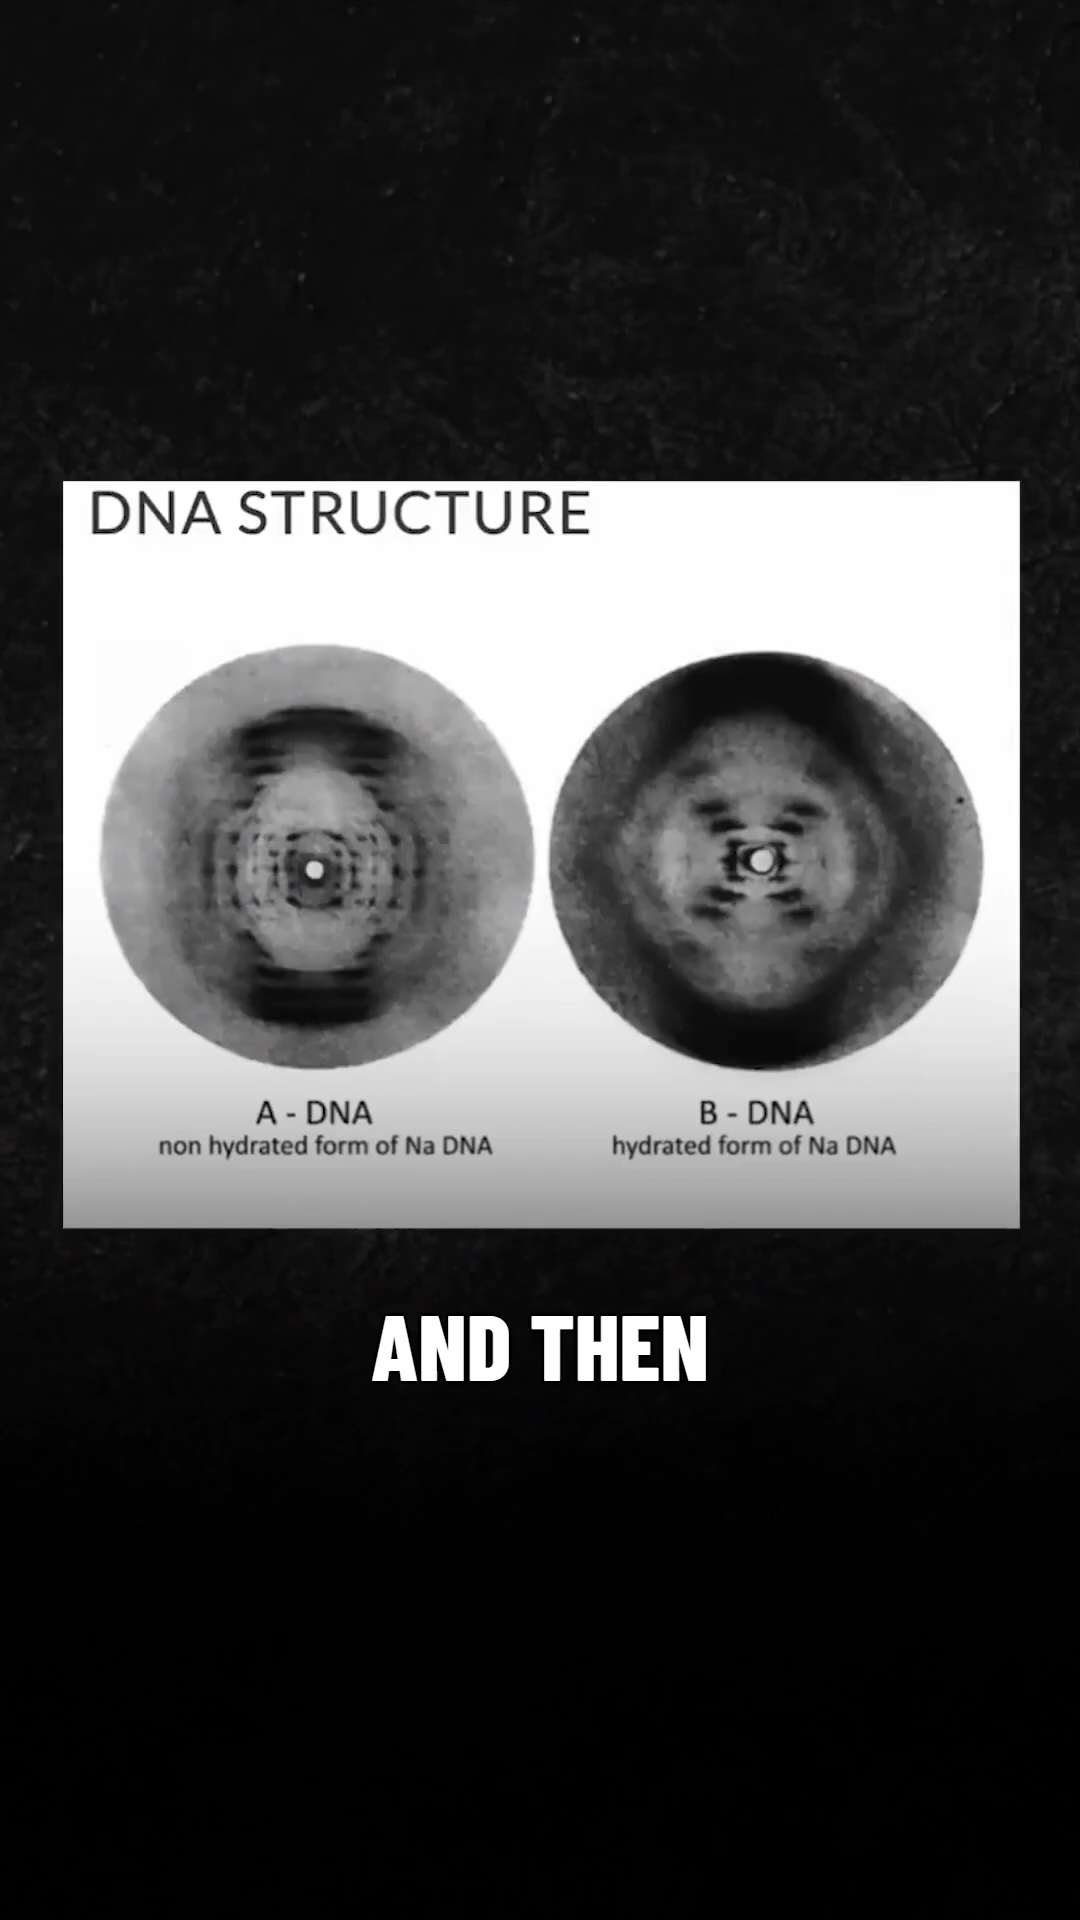 DNA STRUCTURE
A - DNA
non hydrated form of Na DNA
B - DNA
hydrated form of Na DNA
AND THEN